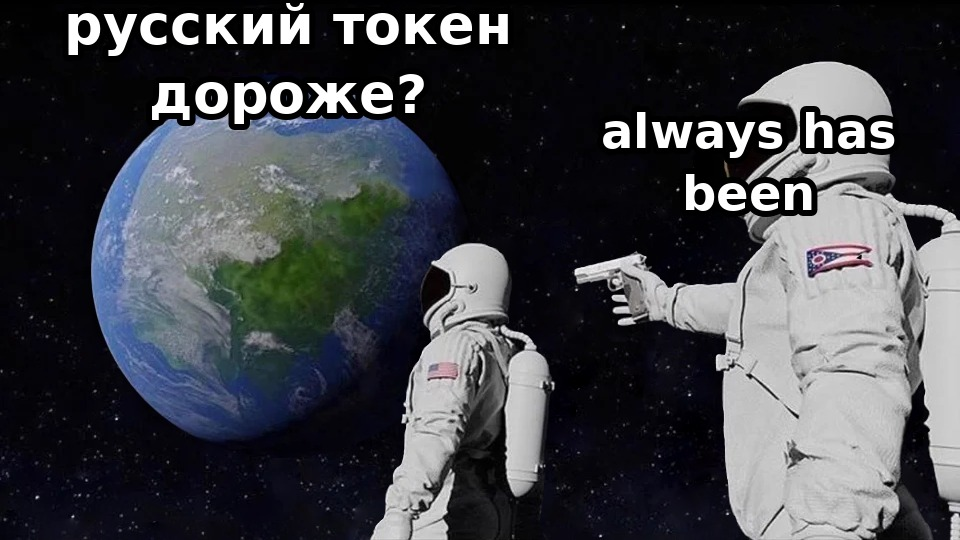 русский токен
дороже?
always has
been